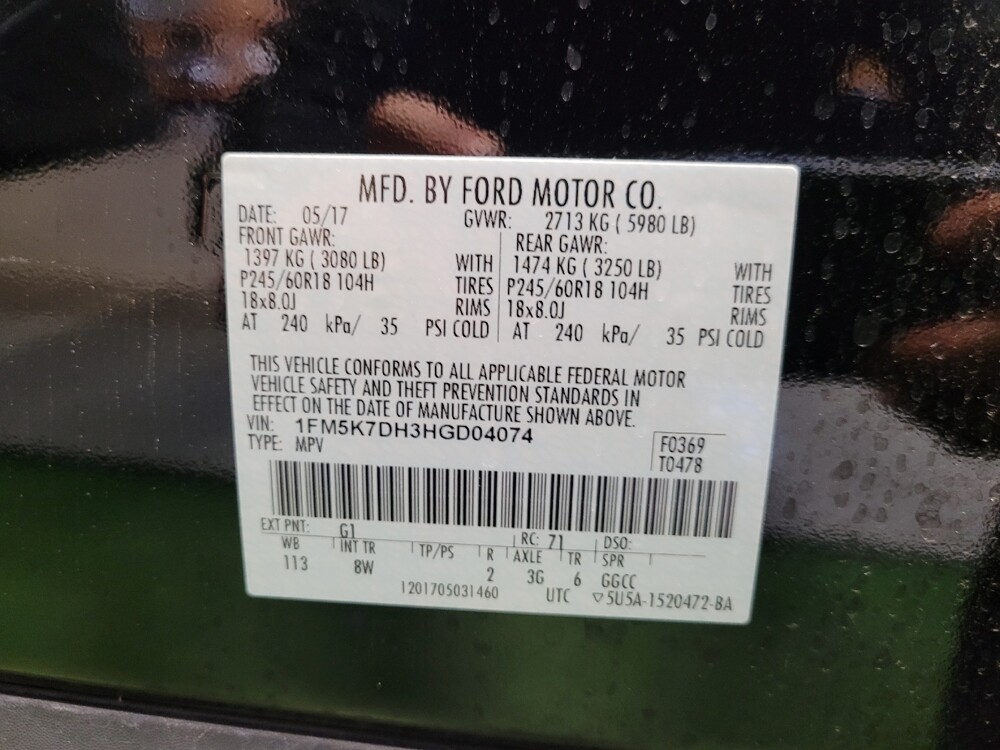 MFD. BY FORD MOTOR CO.
DATE: 05/17 GVWR: 2713 KG ( 5980 LB)
FRONT GAWR: REAR GAWR:
1397 KG ( 3080 LB) WITH 1474 KG ( 3250 LB) WITH
P245/60R18 104H TIRES P245/60R18 104H TIRES
18x8.0J RIMS 18x8.0J RIMS
AT 240 kPa/ 35 PSI COLD AT 240 kPa/ 35 PSI COLD
THIS VEHICLE CONFORMS TO ALL APPLICABLE FEDERAL MOTOR
VEHICLE SAFETY AND THEFT PREVENTION STANDARDS IN
EFFECT ON THE DATE OF MANUFACTURE SHOWN ABOVE.
VIN: 1FM5K7DH3HGD04074
TYPE: MPV
F0369
T0478
EXT PNT: G1 RC: 71 DSO:
WB INT TR TP/PS R AXLE TR SPR
113 8W 2 3G 6 GGCC
1201705031460 UTC ▽5U5A-1520472-BA